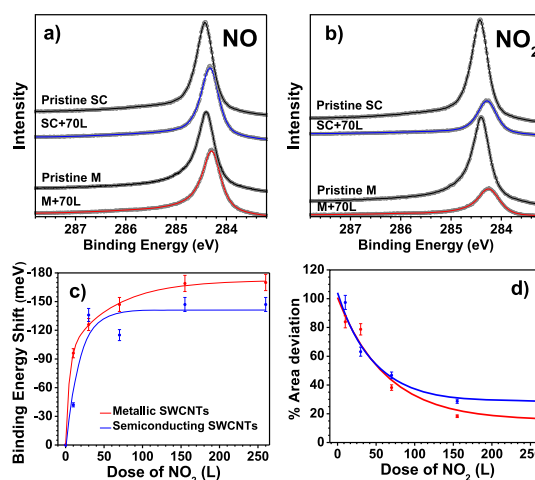 a)
NO
Intensity
Pristine SC
SC+70L
Pristine M
M+70L
287 286 285 284
Binding Energy (eV)
b)
NO2
Intensity
Pristine SC
SC+70L
Pristine M
M+70L
287 286 285 284
Binding Energy (eV)
c)
Binding Energy Shift (meV)
-180
-150
-120
-90
-60
-30
0
Metallic SWCNTs
Semiconducting SWCNTs
0 50 100 150 200 250
Dose of NO2 (L)
d)
% Area deviation
120
100
80
60
40
20
0
0 50 100 150 200 250
Dose of NO2 (L)